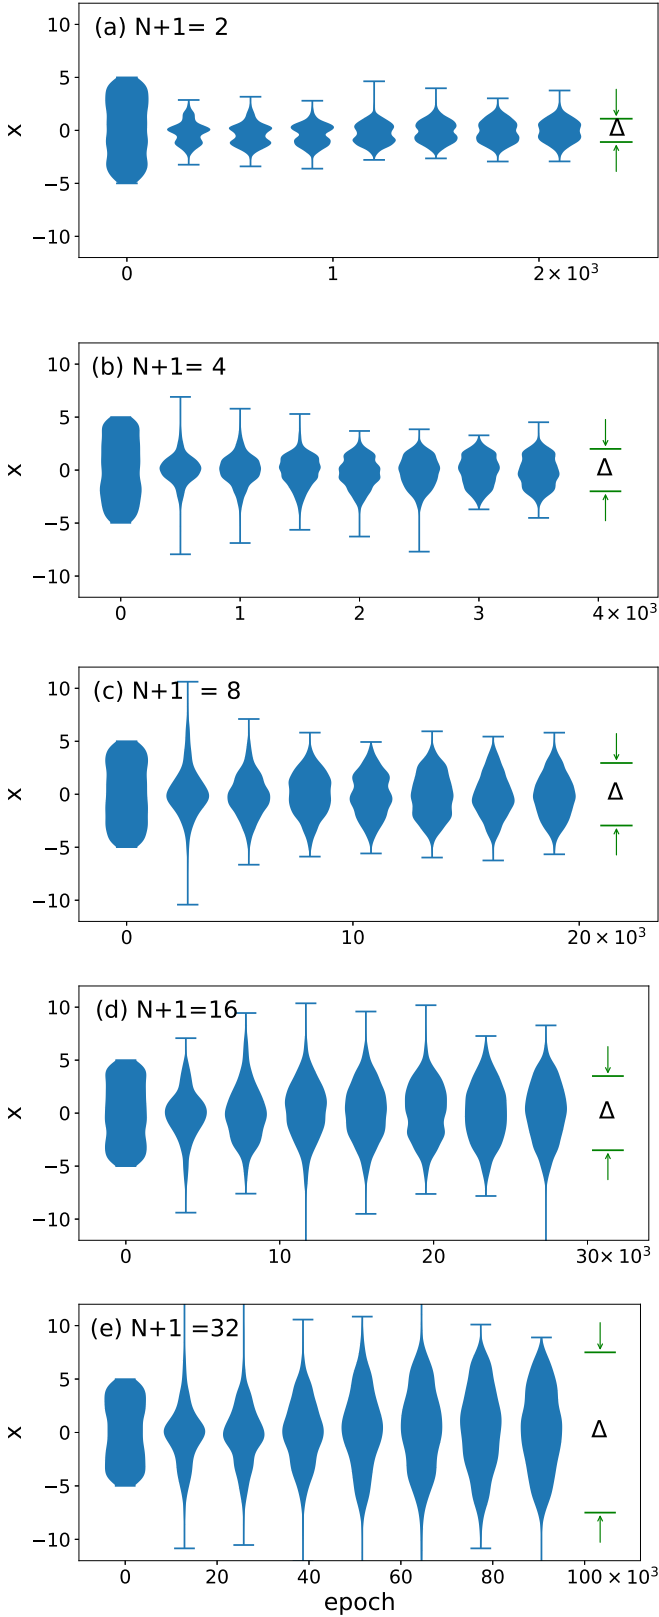 (a) N+1= 2
10
5
0
−5
−10
x
Δ
0 1 2×10³
(b) N+1= 4
10
5
0
−5
−10
x
Δ
0 1 2 3 4×10³
(c) N+1 = 8
10
5
0
−5
−10
x
Δ
0 10 20×10³
(d) N+1=16
10
5
0
−5
−10
x
Δ
0 10 20 30×10³
(e) N+1 =32
10
5
0
−5
−10
x
Δ
0 20 40 60 80 100×10³
epoch